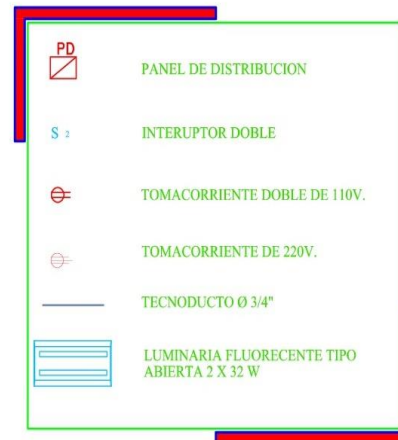 PD
PANEL DE DISTRIBUCION
S 2
INTERUPTOR DOBLE
TOMACORRIENTE DOBLE DE 110V.
TOMACORRIENTE DE 220V.
TECNODUCTO Ø 3/4"
LUMINARIA FLUORECENTE TIPO
ABIERTA 2 X 32 W